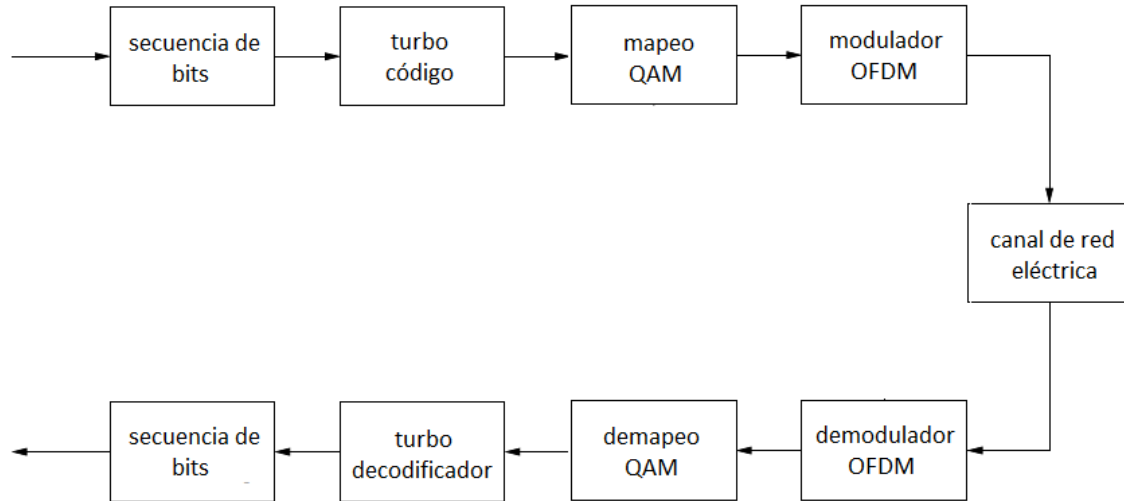 secuencia de
bits
turbo
código
mapeo
QAM
modulador
OFDM
canal de red
eléctrica
secuencia de
bits
turbo
decodificador
demapeo
QAM
demodulador
OFDM